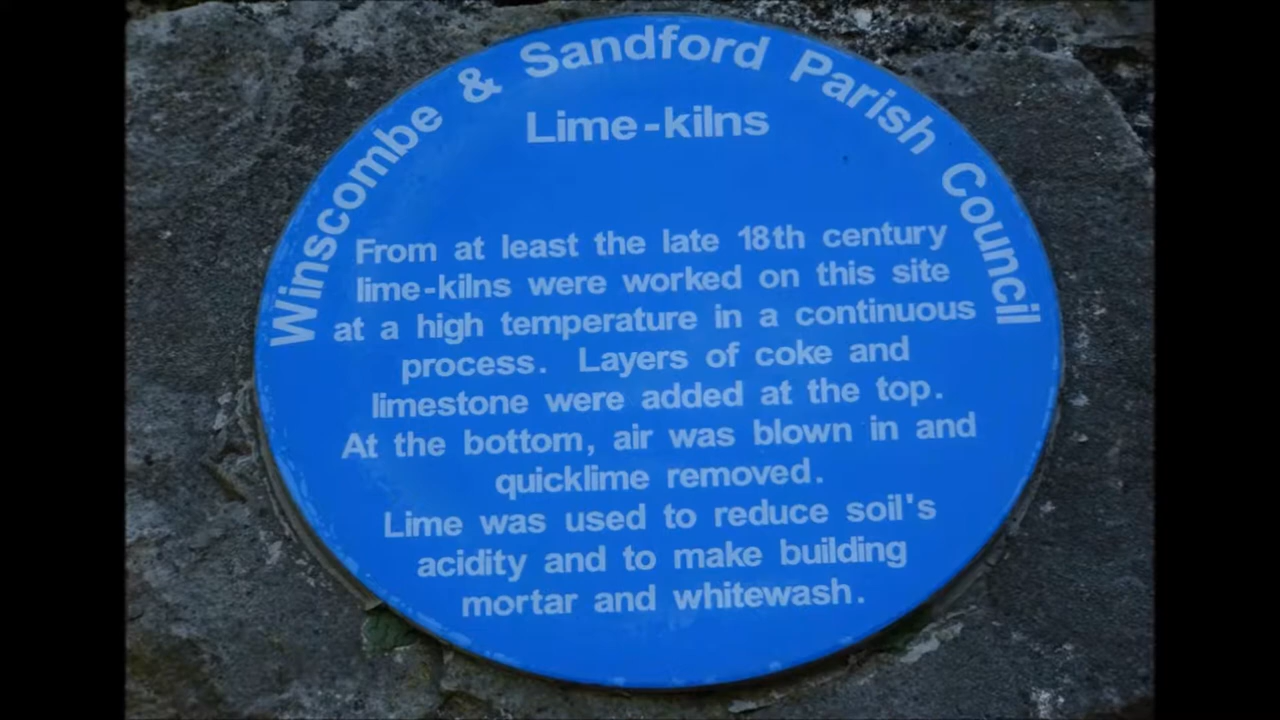 Winscombe & Sandford Parish Council
Lime-kilns
From at least the late 18th century
lime-kilns were worked on this site
at a high temperature in a continuous
process. Layers of coke and
limestone were added at the top.
At the bottom, air was blown in and
quicklime removed.
Lime was used to reduce soil's
acidity and to make building
mortar and whitewash.